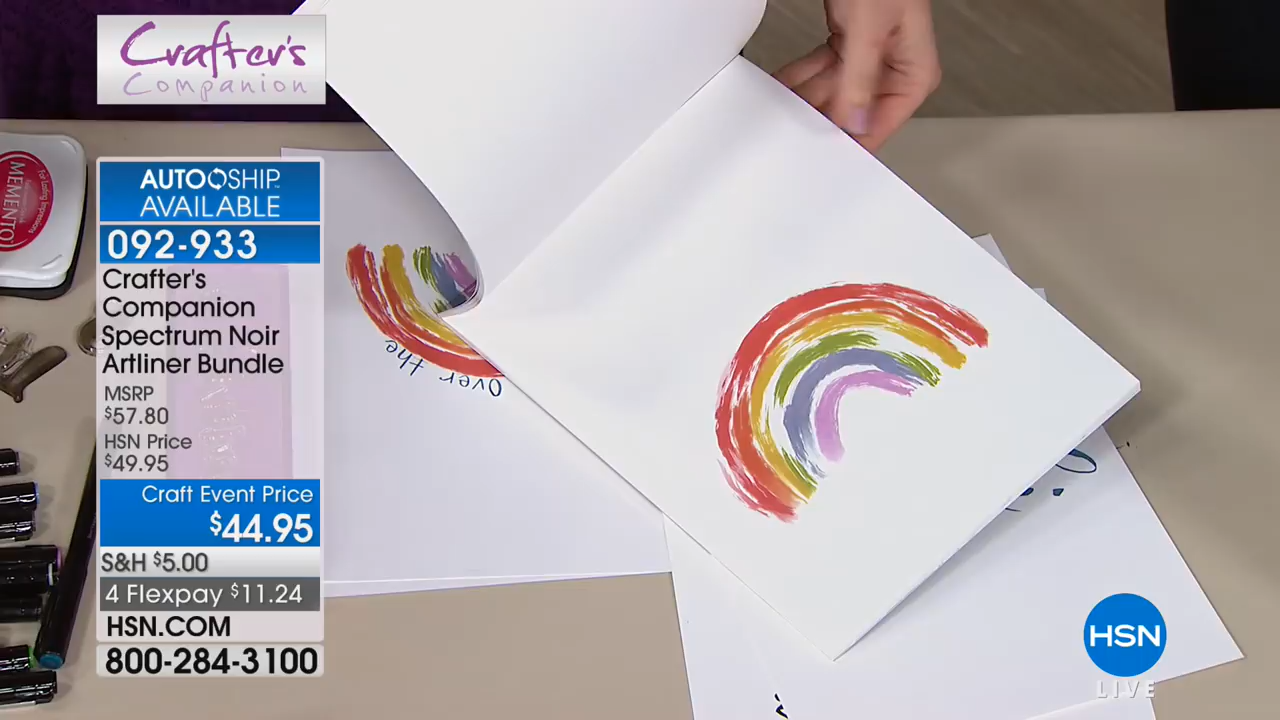 Crafter's
Companion
AUTOSHIP
AVAILABLE
092-933
Crafter's
Companion
Spectrum Noir
Artliner Bundle
MSRP
$57.80
HSN Price
$49.95
Craft Event Price
$44.95
S&H $5.00
4 Flexpay $11.24
HSN.COM
800-284-3100
MEMENTO
over the
HSN
LIVE